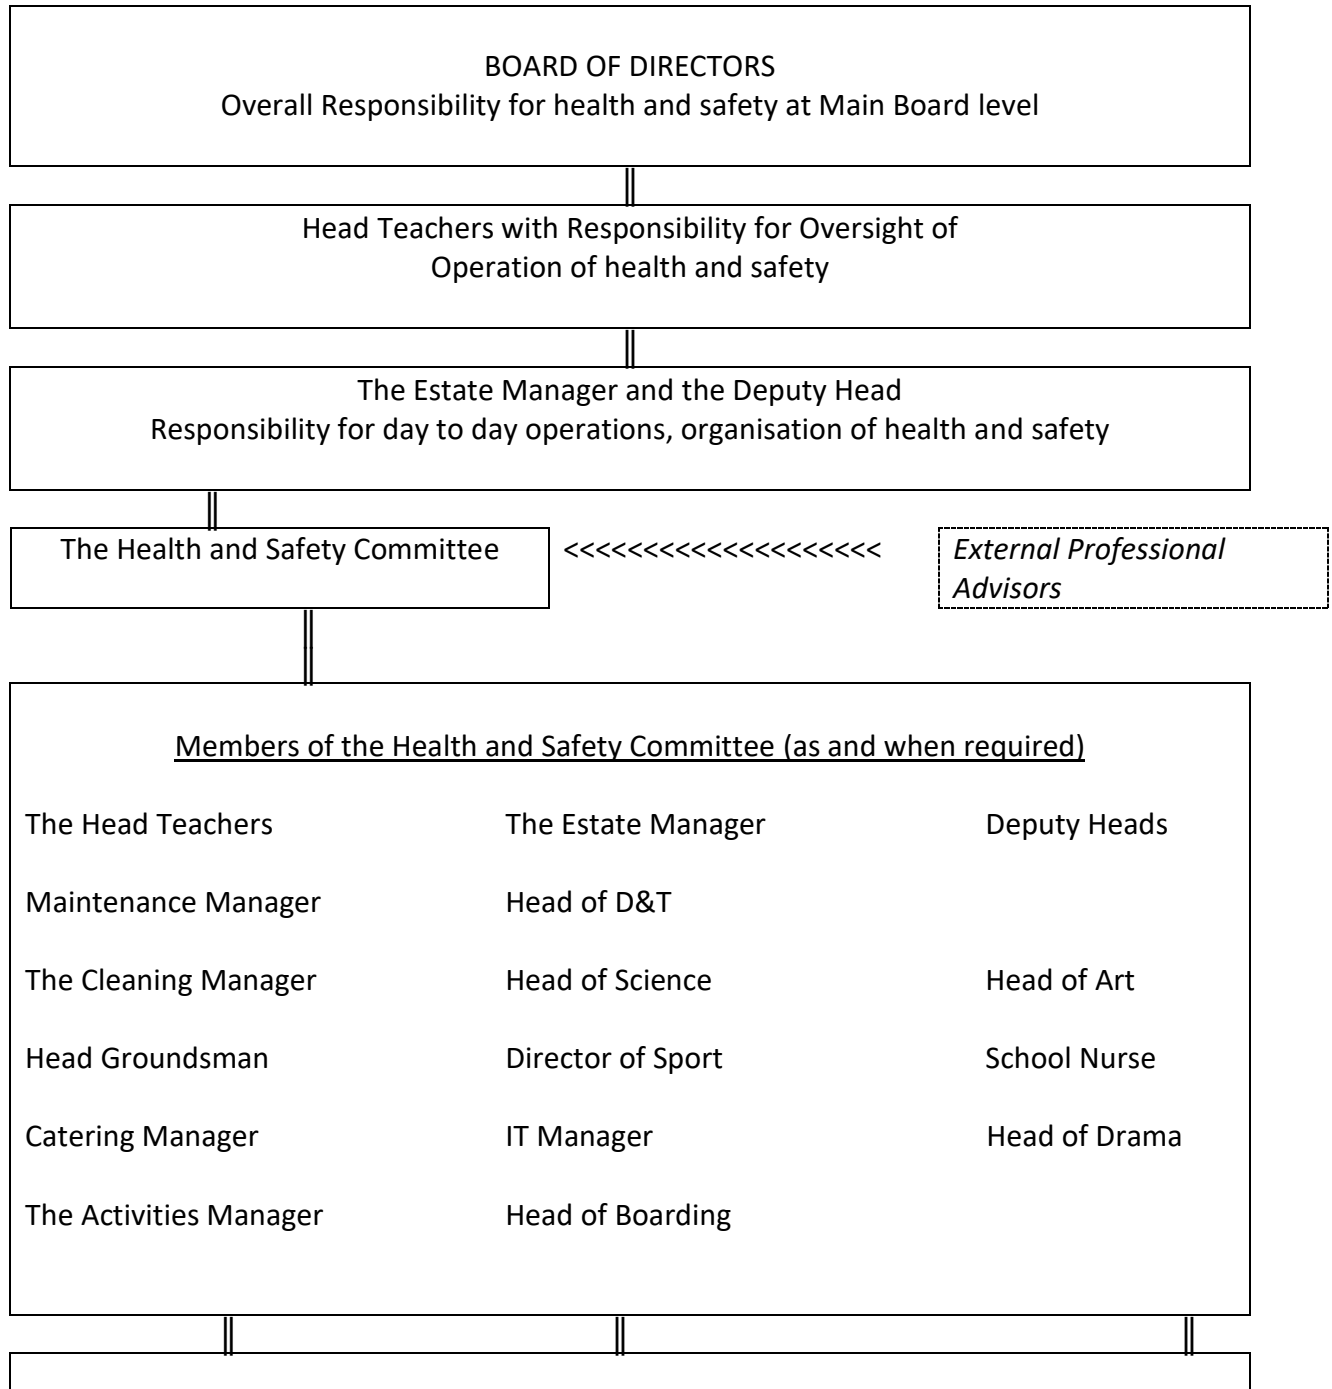 BOARD OF DIRECTORS
Overall Responsibility for health and safety at Main Board level
Head Teachers with Responsibility for Oversight of
Operation of health and safety
The Estate Manager and the Deputy Head
Responsibility for day to day operations, organisation of health and safety
The Health and Safety Committee <<<<<<<<<<<<<<<<<<<< External Professional
Advisors
Members of the Health and Safety Committee (as and when required)
The Head Teachers The Estate Manager Deputy Heads
Maintenance Manager Head of D&T
The Cleaning Manager Head of Science Head of Art
Head Groundsman Director of Sport School Nurse
Catering Manager IT Manager Head of Drama
The Activities Manager Head of Boarding